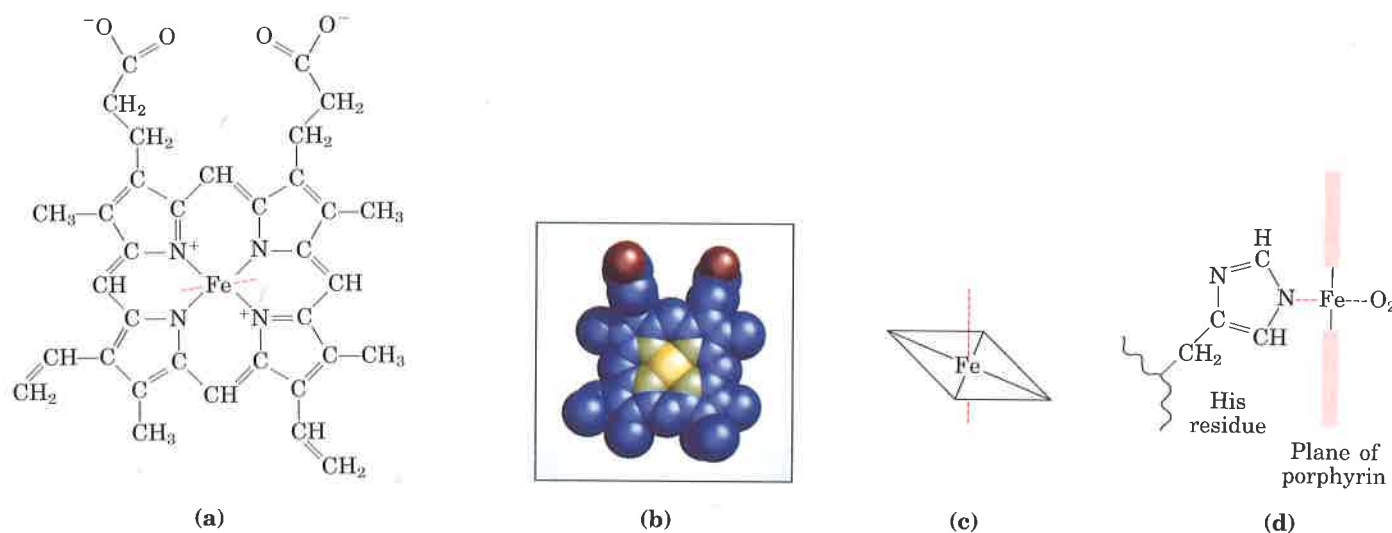 ⁻O O O O⁻
C C
CH₂ CH₂
CH₂ CH₂
C CH C
CH₃ C C C C CH₃
C N⁺ N C
CH Fe CH
C N ⁺N C
CH C C C C CH₃
CH₂ C CH C
CH₃ CH
CH₂
(a)
(b)
Fe
(c)
H
N C
N Fe O₂
C CH
CH₂
His
residue
Plane of
porphyrin
(d)